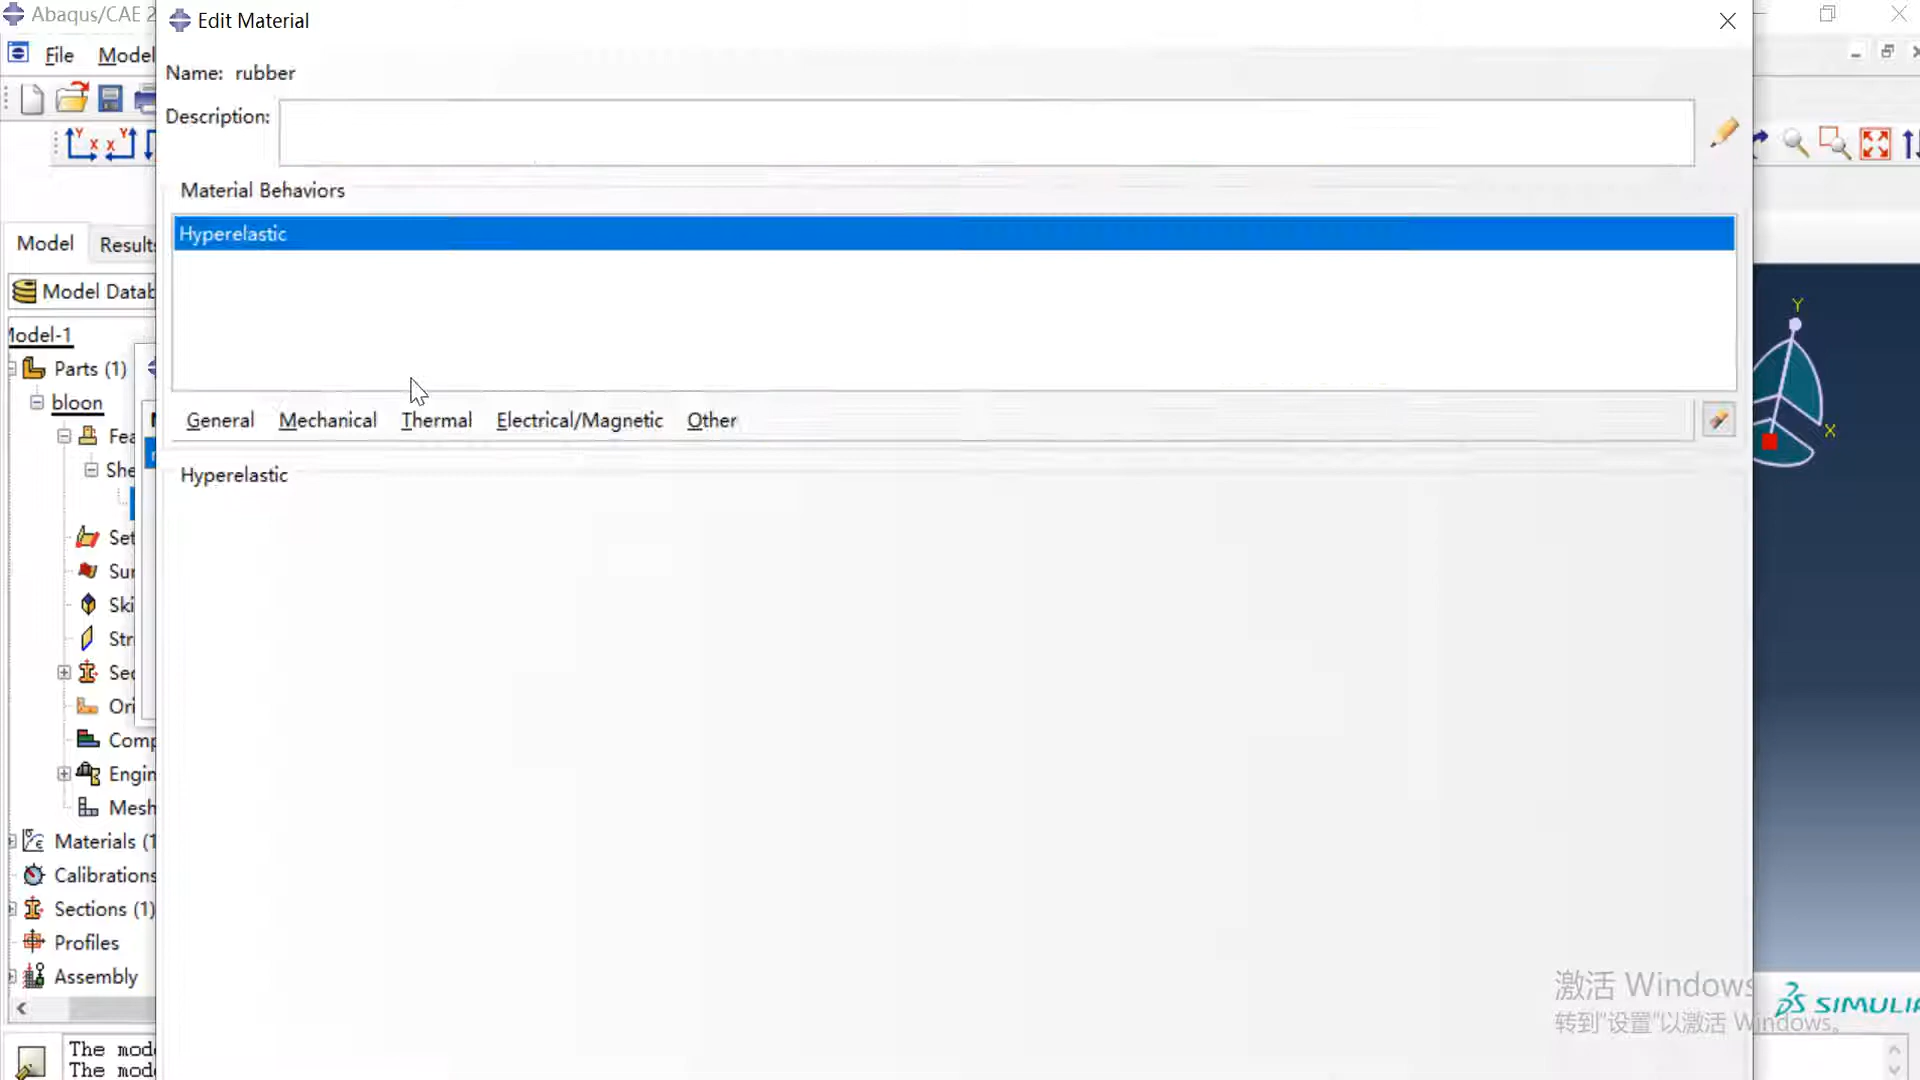 Abaqus/CAE 2
Edit Material
File
Model
Name: rubber
Description:
Material Behaviors
Hyperelastic
General
Mechanical
Thermal
Electrical/Magnetic
Other
Hyperelastic
Model
Results
Model Datab
Model-1
Parts (1)
bloon
Fea
She
Set
Sur
Ski
Str
Sec
Ori
Comp
Engin
Mesh
Materials (1
Calibrations
Sections (1)
Profiles
Assembly
Y
X
激活 Windows
转到"设置"以激活 Windows。
SIMULIA
The mode
The mode